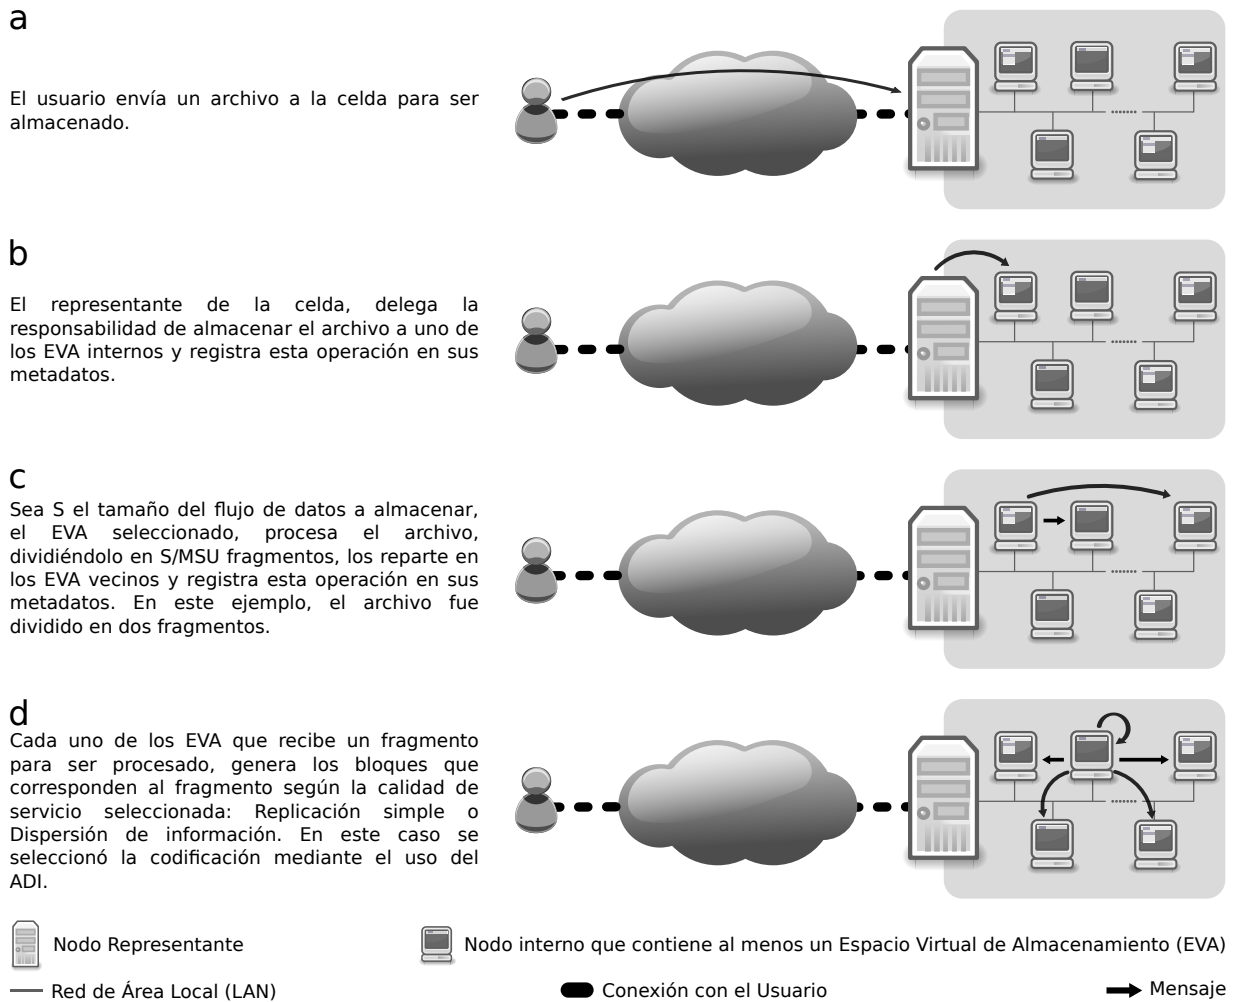 a
El usuario envía un archivo a la celda para ser
almacenado.
b
El representante de la celda, delega la
responsabilidad de almacenar el archivo a uno de
los EVA internos y registra esta operación en sus
metadatos.
c
Sea S el tamaño del flujo de datos a almacenar,
el EVA seleccionado, procesa el archivo,
dividiéndolo en S/MSU fragmentos, los reparte en
los EVA vecinos y registra esta operación en sus
metadatos. En este ejemplo, el archivo fue
dividido en dos fragmentos.
d
Cada uno de los EVA que recibe un fragmento
para ser procesado, genera los bloques que
corresponden al fragmento según la calidad de
servicio seleccionada: Replicación simple o
Dispersión de información. En este caso se
seleccionó la codificación mediante el uso del
ADI.
Nodo Representante
Nodo interno que contiene al menos un Espacio Virtual de Almacenamiento (EVA)
Red de Área Local (LAN)
Conexión con el Usuario
Mensaje